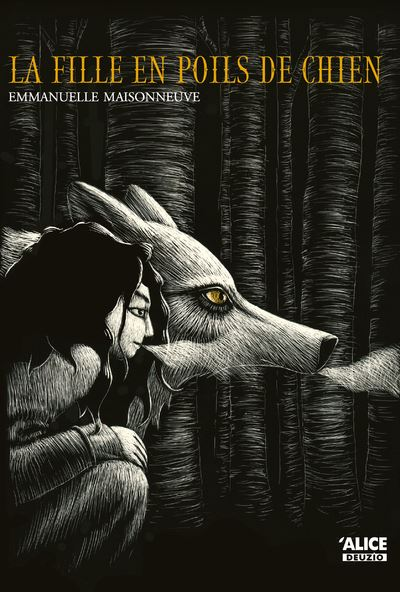 LA FILLE EN POILS DE CHIEN
EMMANUELLE MAISONNEUVE
'ALICE
DEUZIO